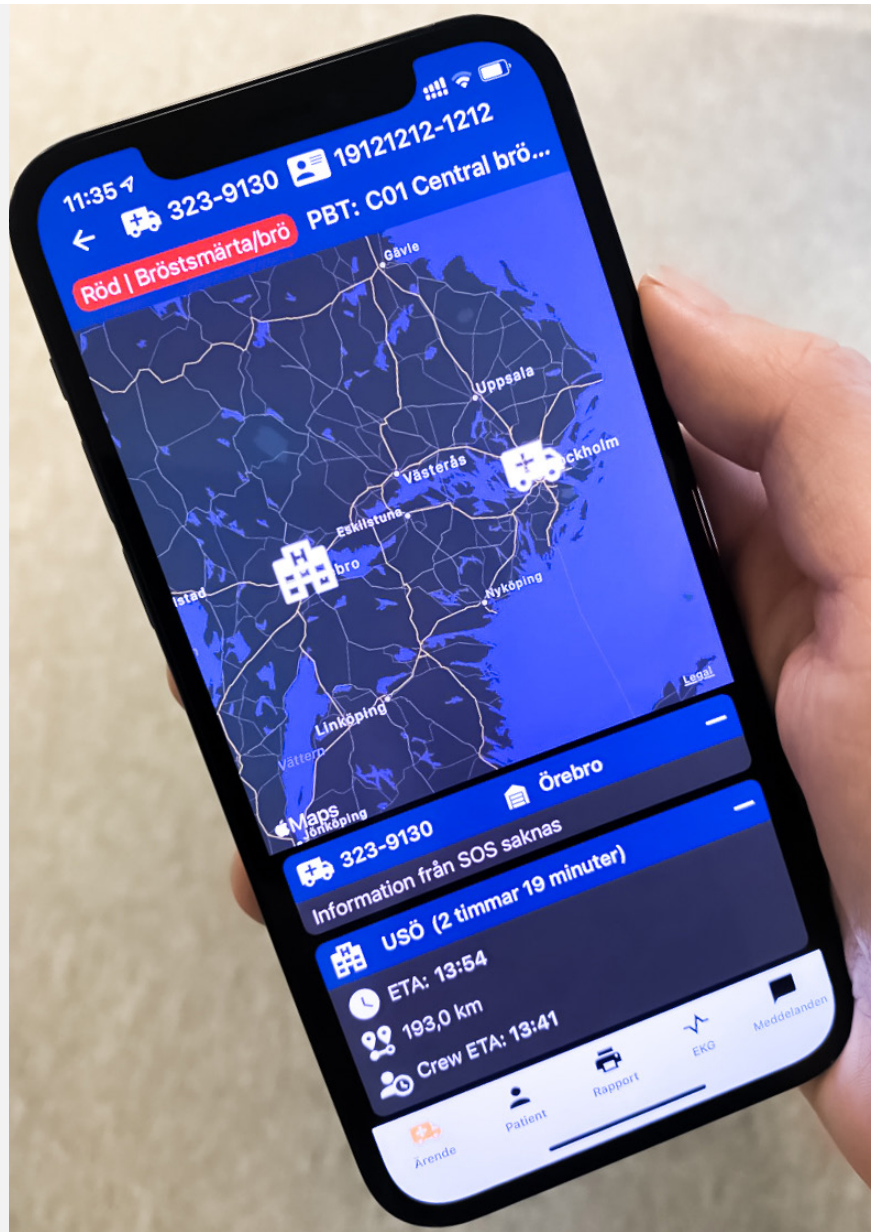 11:35
323-9130 19121212-1212
Röd | Bröstsmärta/brö PBT: C01 Central brö...
Gävle
Uppsala
Västerås
ockholm
Eskilstuna
bro
lstad
Nyköping
Legal
Linköping
Vättern
Maps
Jönköping
323-9130 Örebro
Information från SOS saknas
USÖ (2 timmar 19 minuter)
ETA: 13:54
193,0 km
Crew ETA: 13:41
Ärende Patient Rapport EKG Meddelanden